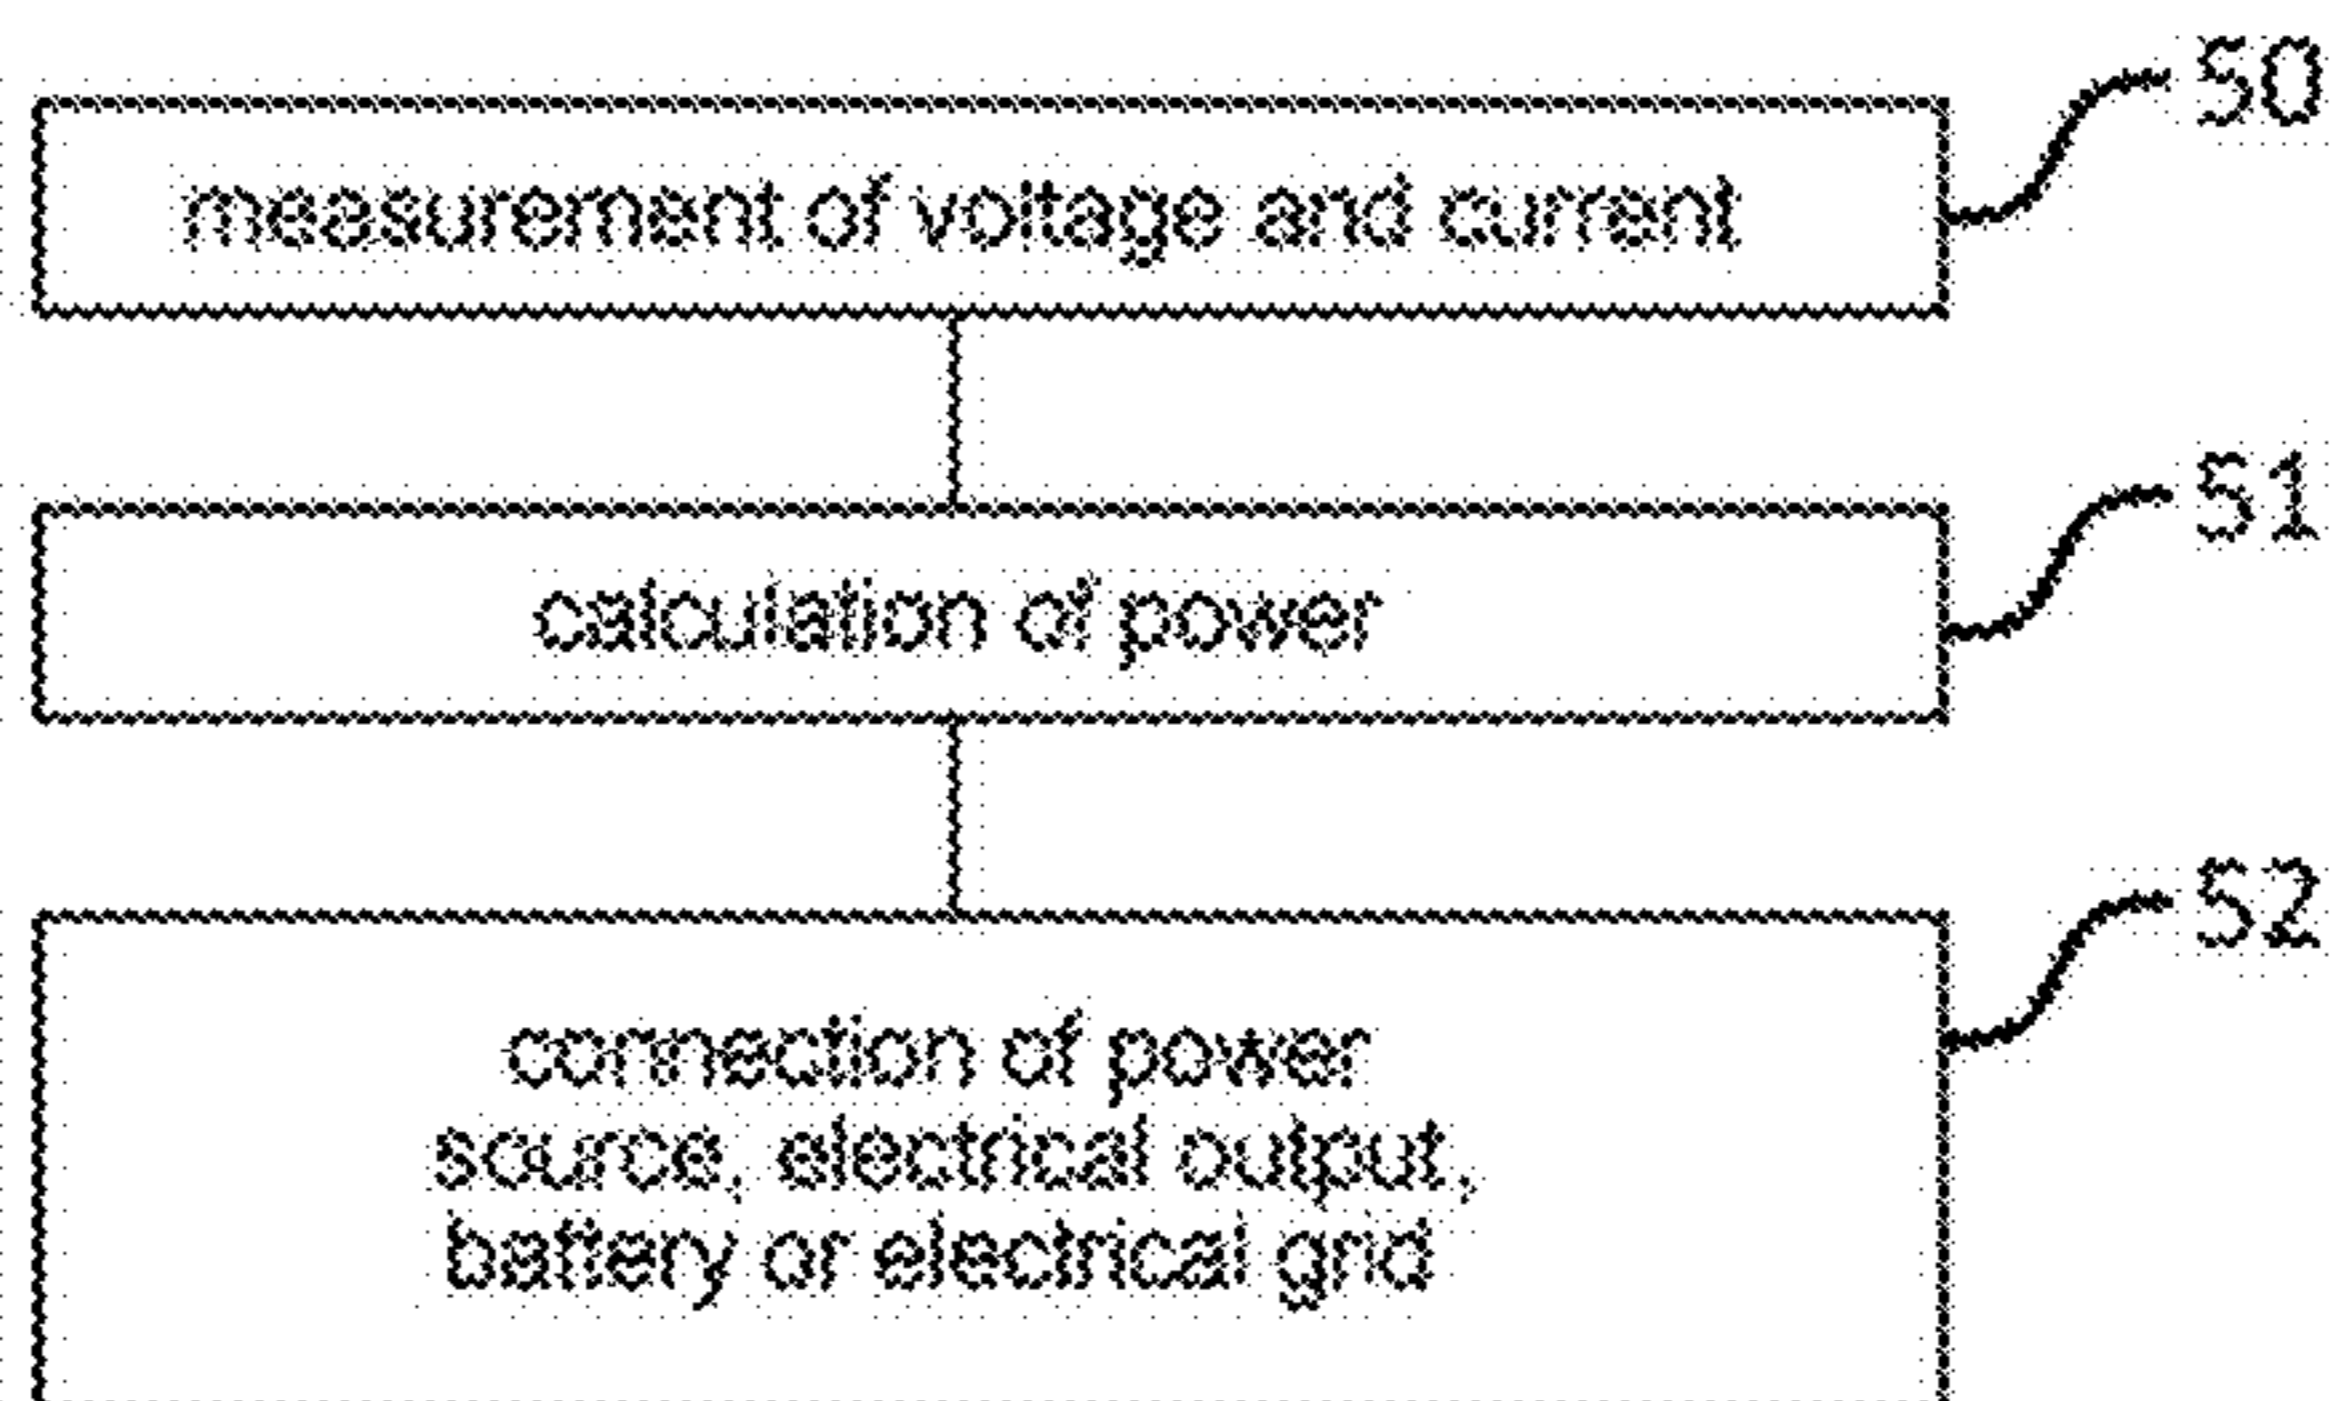 50
measurement of voltage and current
51
calculation of power
52
connection of power
source, electrical output,
battery or electrical grid